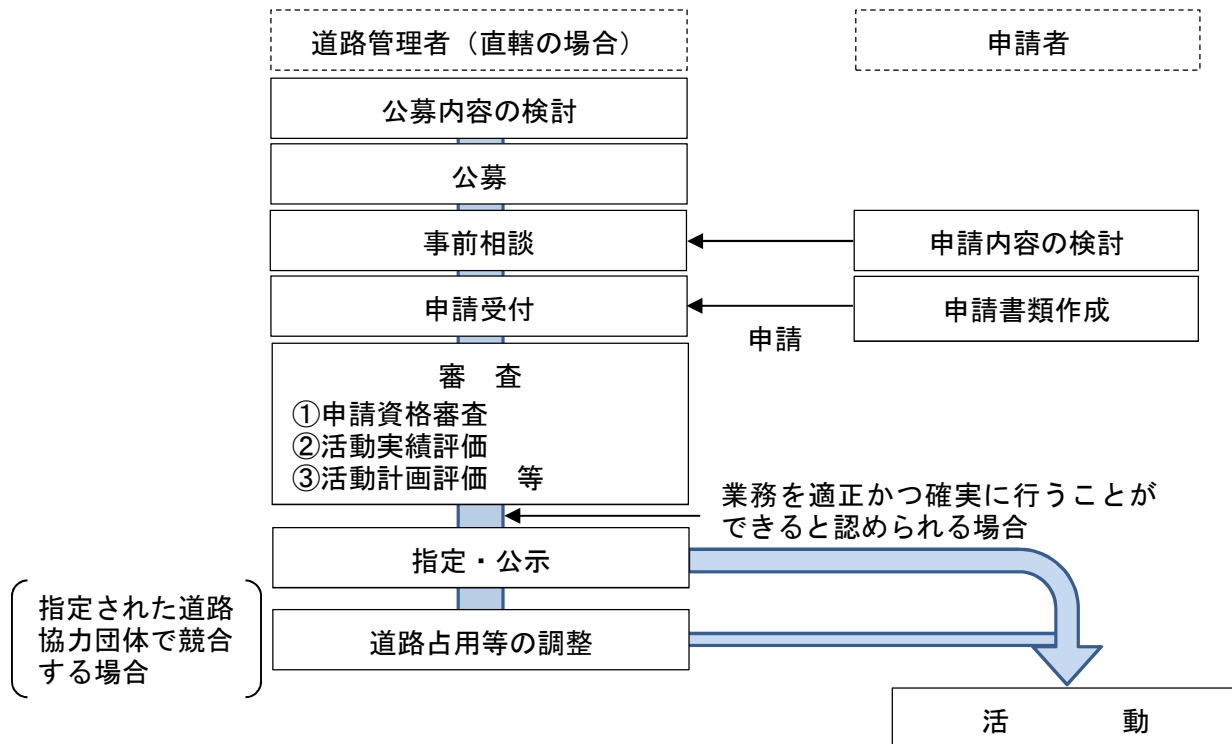 道路管理者（直轄の場合）
申請者
公募内容の検討
公募
事前相談
申請内容の検討
申請受付
申請書類作成
申請
審　査
①申請資格審査
②活動実績評価
③活動計画評価　等
業務を適正かつ確実に行うことが
できると認められる場合
指定・公示
指定された道路
協力団体で競合
する場合
道路占用等の調整
活　　動